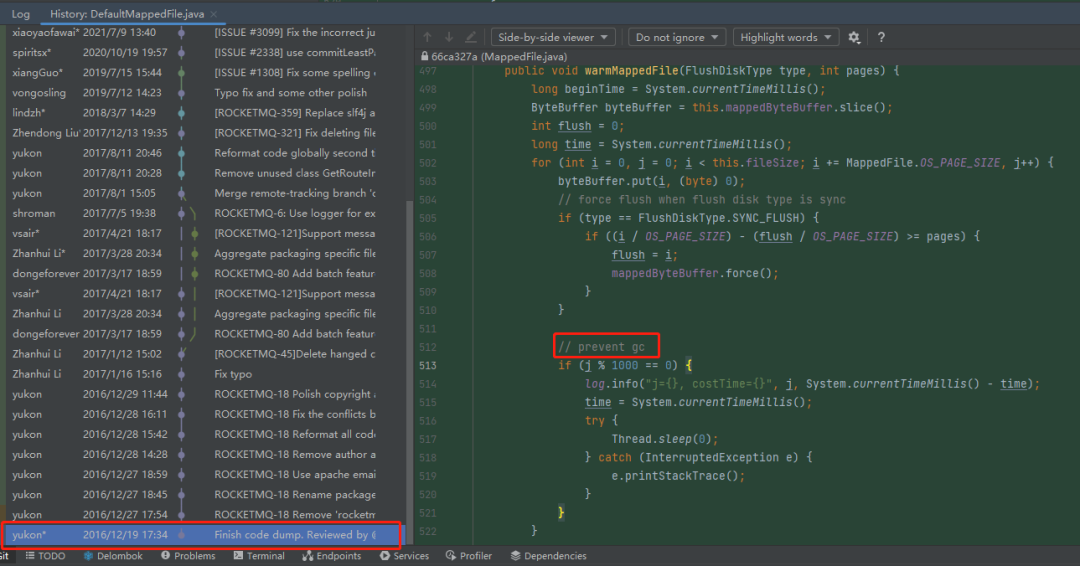 Log History: DefaultMappedFile.java
xiaoyaofawai* 2021/7/9 13:40 [ISSUE #3099] Fix the incorrect ju
spiritsx* 2020/10/19 19:57 [ISSUE #2338] use commitLeastPa
xiangGuo* 2019/7/15 15:44 [ISSUE #1308] Fix some spelling
vongosling 2019/7/12 14:23 Typo fix and some other polish
lindzh* 2018/3/7 14:29 [ROCKETMQ-359] Replace slf4j a
Zhendong Liu* 2017/12/13 19:35 [ROCKETMQ-321] Fix deleting file
yukon 2017/8/11 20:46 Reformat code globally second t
yukon 2017/8/11 20:28 Remove unused class GetRouteIn
yukon 2017/8/1 15:05 Merge remote-tracking branch 'c
shroman 2017/7/5 19:38 ROCKETMQ-6: Use logger for ex
vsair* 2017/4/21 18:17 [ROCKETMQ-121]Support messa
Zhanhui Li* 2017/3/28 20:34 Aggregate packaging specific file
dongeforever 2017/3/17 18:59 ROCKETMQ-80 Add batch featur
vsair* 2017/4/21 18:17 [ROCKETMQ-121]Support messa
Zhanhui Li 2017/3/28 20:34 Aggregate packaging specific file
dongeforever 2017/3/17 18:59 ROCKETMQ-80 Add batch featur
Zhanhui Li 2017/1/12 15:02 [ROCKETMQ-45]Delete hanged c
Zhanhui Li 2017/1/16 15:16 Fix typo
yukon 2016/12/29 11:44 ROCKETMQ-18 Polish copyright
yukon 2016/12/28 16:11 ROCKETMQ-18 Fix the conflicts b
yukon 2016/12/28 15:42 ROCKETMQ-18 Reformat all code
yukon 2016/12/28 14:28 ROCKETMQ-18 Remove author a
yukon 2016/12/27 18:59 ROCKETMQ-18 Use apache emai
yukon 2016/12/27 18:45 ROCKETMQ-18 Rename package
yukon 2016/12/27 17:54 ROCKETMQ-18 Remove 'rocketm
yukon* 2016/12/19 17:34 Finish code dump. Reviewed by
Side-by-side viewer Do not ignore Highlight words ?
66ca327a (MappedFile.java)
497 public void warmMappedFile(FlushDiskType type, int pages) {
498 long beginTime = System.currentTimeMillis();
499 ByteBuffer byteBuffer = this.mappedByteBuffer.slice();
500 int flush = 0;
501 long time = System.currentTimeMillis();
502 for (int i = 0, j = 0; i < this.fileSize; i += MappedFile.OS_PAGE_SIZE, j++) {
503 byteBuffer.put(i, (byte) 0);
504 // force flush when flush disk type is sync
505 if (type == FlushDiskType.SYNC_FLUSH) {
506 if ((i / OS_PAGE_SIZE) - (flush / OS_PAGE_SIZE) >= pages) {
507 flush = i;
508 mappedByteBuffer.force();
509 }
510 }
511
512 // prevent gc
513 if (j % 1000 == 0) {
514 log.info("j={}, costTime={}", j, System.currentTimeMillis() - time);
515 time = System.currentTimeMillis();
516 try {
517 Thread.sleep(0);
518 } catch (InterruptedException e) {
519 e.printStackTrace();
520 }
521 }
522 }
Git TODO Delombok Problems Terminal Endpoints Services Profiler Dependencies